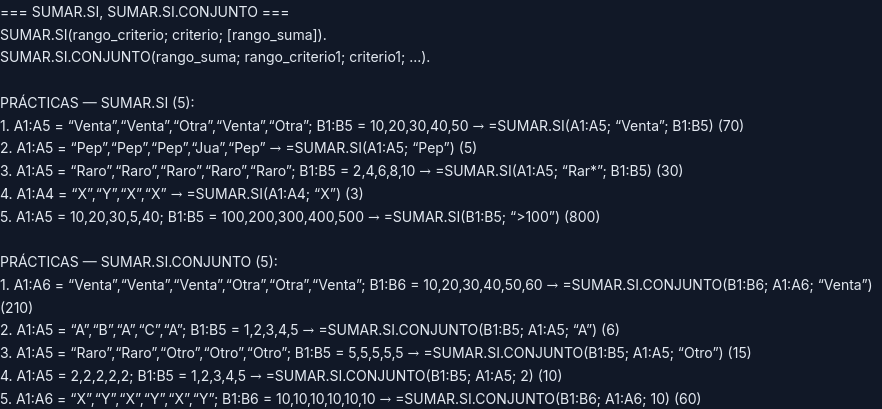 === SUMAR.SI, SUMAR.SI.CONJUNTO ===
SUMAR.SI(rango_criterio; criterio; [rango_suma]).
SUMAR.SI.CONJUNTO(rango_suma; rango_criterio1; criterio1; ...).

PRÁCTICAS — SUMAR.SI (5):
1. A1:A5 = “Venta”,“Venta”,“Otra”,“Venta”,“Otra”; B1:B5 = 10,20,30,40,50 → =SUMAR.SI(A1:A5; “Venta”; B1:B5) (70)
2. A1:A5 = “Pep”,“Pep”,“Pep”,“Jua”,“Pep” → =SUMAR.SI(A1:A5; “Pep”) (5)
3. A1:A5 = “Raro”,“Raro”,“Raro”,“Raro”,“Raro”; B1:B5 = 2,4,6,8,10 → =SUMAR.SI(A1:A5; “Rar*”; B1:B5) (30)
4. A1:A4 = “X”,“Y”,“X”,“X” → =SUMAR.SI(A1:A4; “X”) (3)
5. A1:A5 = 10,20,30,5,40; B1:B5 = 100,200,300,400,500 → =SUMAR.SI(B1:B5; “>100”) (800)

PRÁCTICAS — SUMAR.SI.CONJUNTO (5):
1. A1:A6 = “Venta”,“Venta”,“Venta”,“Otra”,“Otra”,“Venta”; B1:B6 = 10,20,30,40,50,60 → =SUMAR.SI.CONJUNTO(B1:B6; A1:A6; “Venta”)
(210)
2. A1:A5 = “A”,“B”,“A”,“C”,“A”; B1:B5 = 1,2,3,4,5 → =SUMAR.SI.CONJUNTO(B1:B5; A1:A5; “A”) (6)
3. A1:A5 = “Raro”,“Raro”,“Otro”,“Otro”,“Otro”; B1:B5 = 5,5,5,5,5 → =SUMAR.SI.CONJUNTO(B1:B5; A1:A5; “Otro”) (15)
4. A1:A5 = 2,2,2,2,2; B1:B5 = 1,2,3,4,5 → =SUMAR.SI.CONJUNTO(B1:B5; A1:A5; 2) (10)
5. A1:A6 = “X”,“Y”,“X”,“Y”,“X”,“Y”; B1:B6 = 10,10,10,10,10,10 → =SUMAR.SI.CONJUNTO(B1:B6; A1:A6; 10) (60)